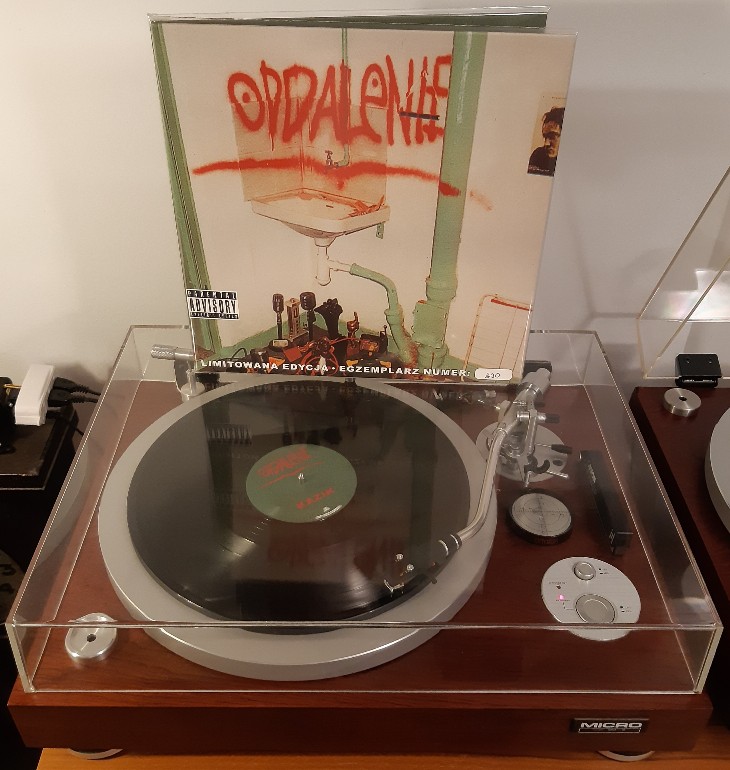 ODDALENIE
PARENTAL
ADVISORY
LIMITOWANA EDYCJA • EGZEMPLARZ NUMER:
MICRO